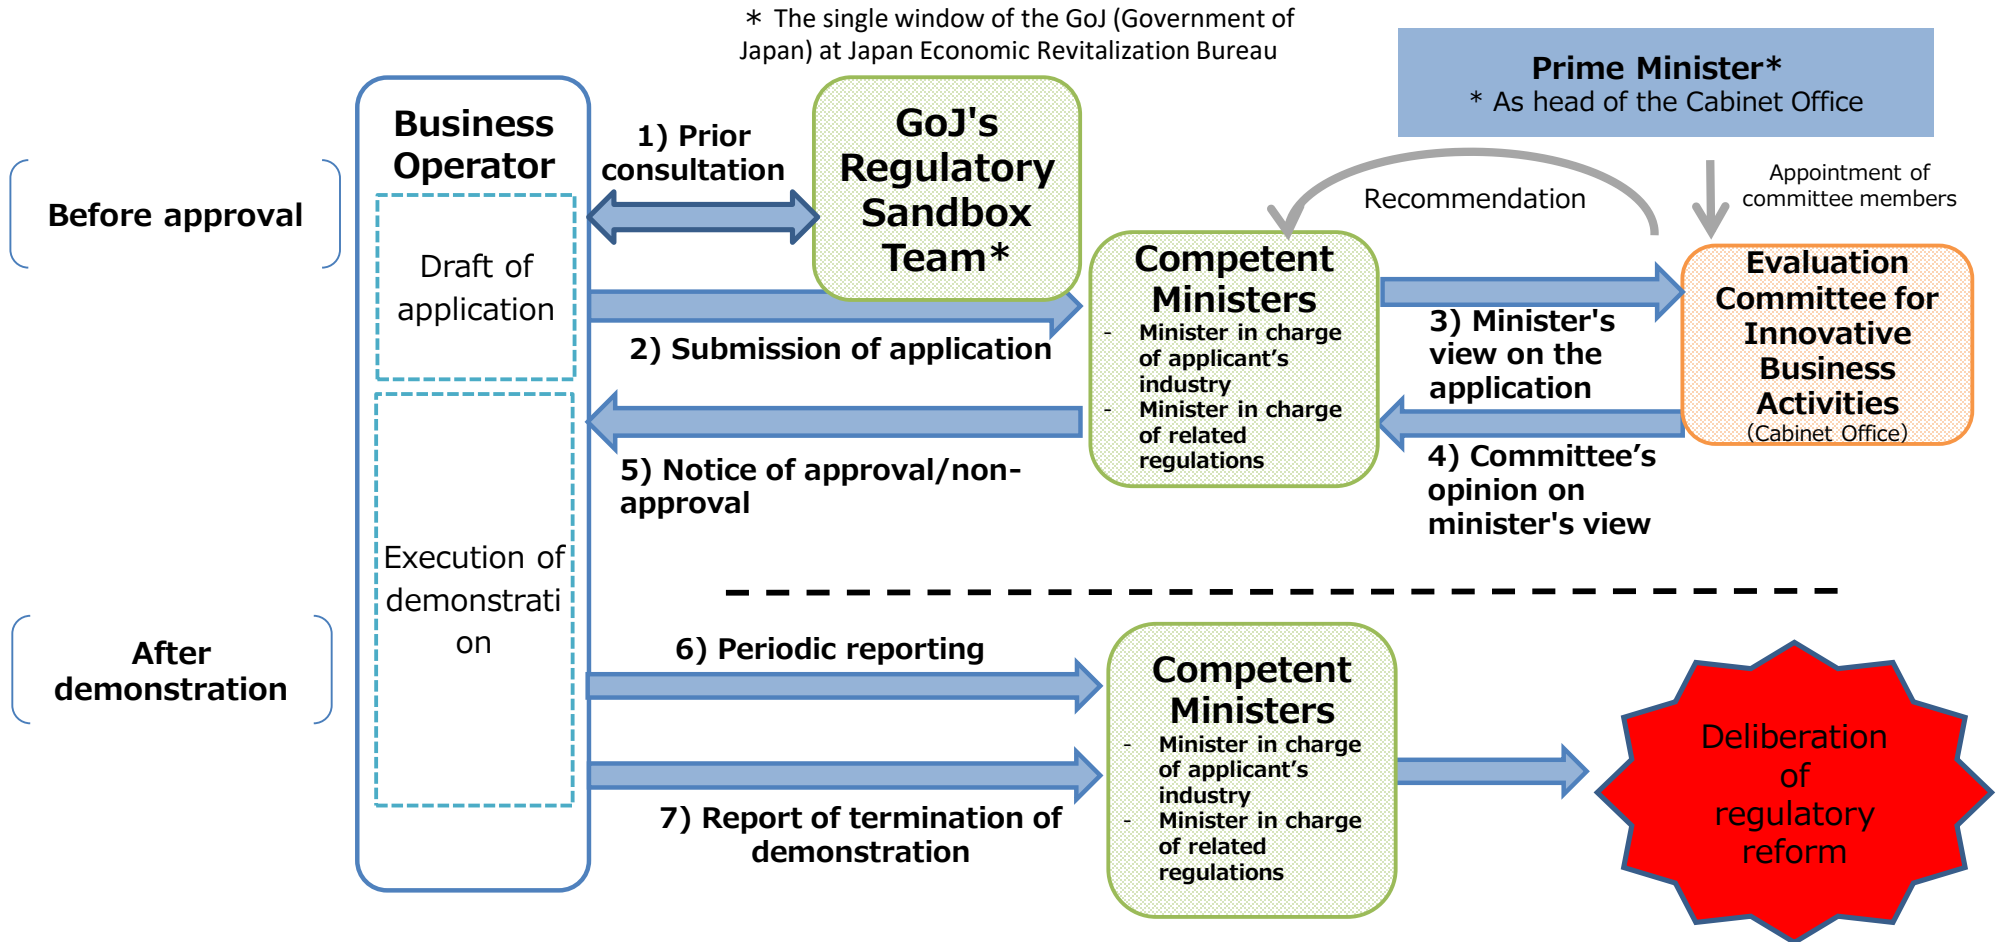 * The single window of the GoJ (Government of
Japan) at Japan Economic Revitalization Bureau
Prime Minister*
* As head of the Cabinet Office
Business
Operator
1) Prior
consultation
GoJ's
Regulatory
Sandbox
Team*
Before approval
Recommendation
Appointment of
committee members
Draft of
application
2) Submission of application
Competent
Ministers
- Minister in charge
of applicant’s
industry
- Minister in charge
of related
regulations
3) Minister's
view on the
application
Evaluation
Committee for
Innovative
Business
Activities
(Cabinet Office)
4) Committee’s
opinion on
minister's view
5) Notice of approval/non-
approval
Execution of
demonstrati
on
After
demonstration
6) Periodic reporting
7) Report of termination of
demonstration
Competent
Ministers
- Minister in charge
of applicant’s
industry
- Minister in charge
of related
regulations
Deliberation
of
regulatory
reform